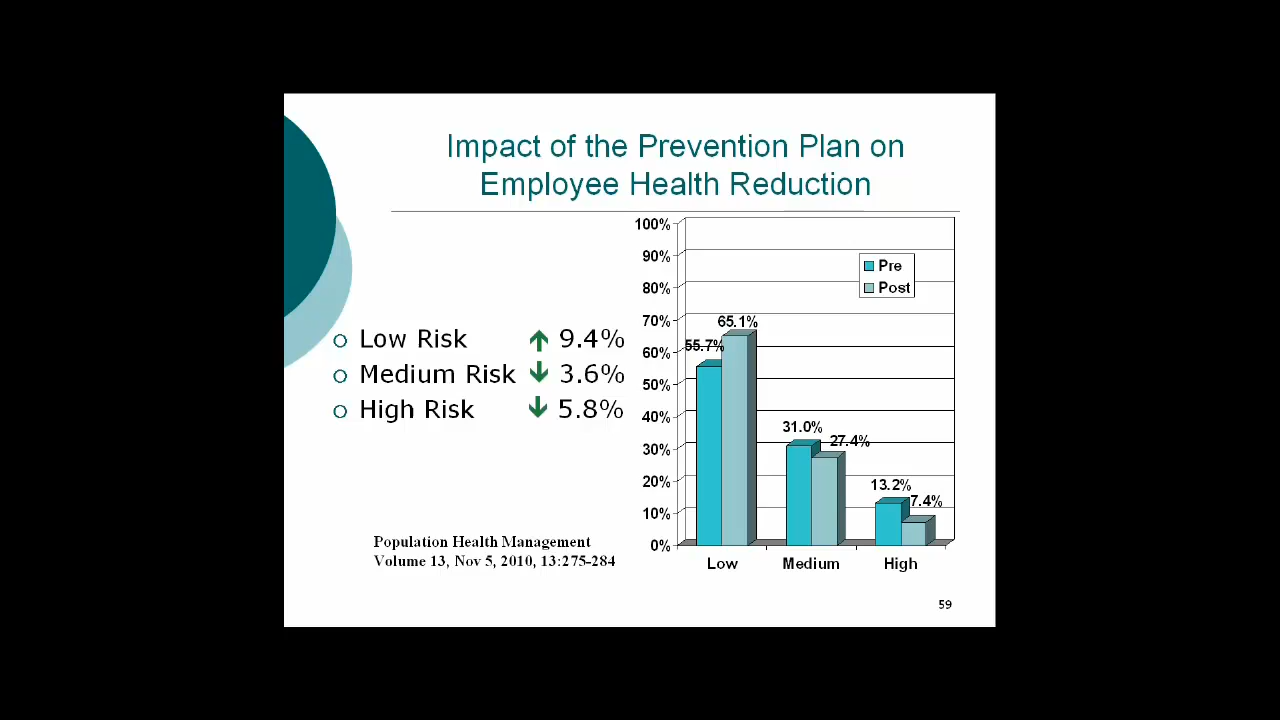 Impact of the Prevention Plan on
Employee Health Reduction
Low Risk ↑ 9.4%
Medium Risk ↓ 3.6%
High Risk ↓ 5.8%
100%
90%
80%
70%
60%
50%
40%
30%
20%
10%
0%
Pre
Post
55.7%
65.1%
31.0%
27.4%
13.2%
7.4%
Low Medium High
Population Health Management
Volume 13, Nov 5, 2010, 13:275-284
59